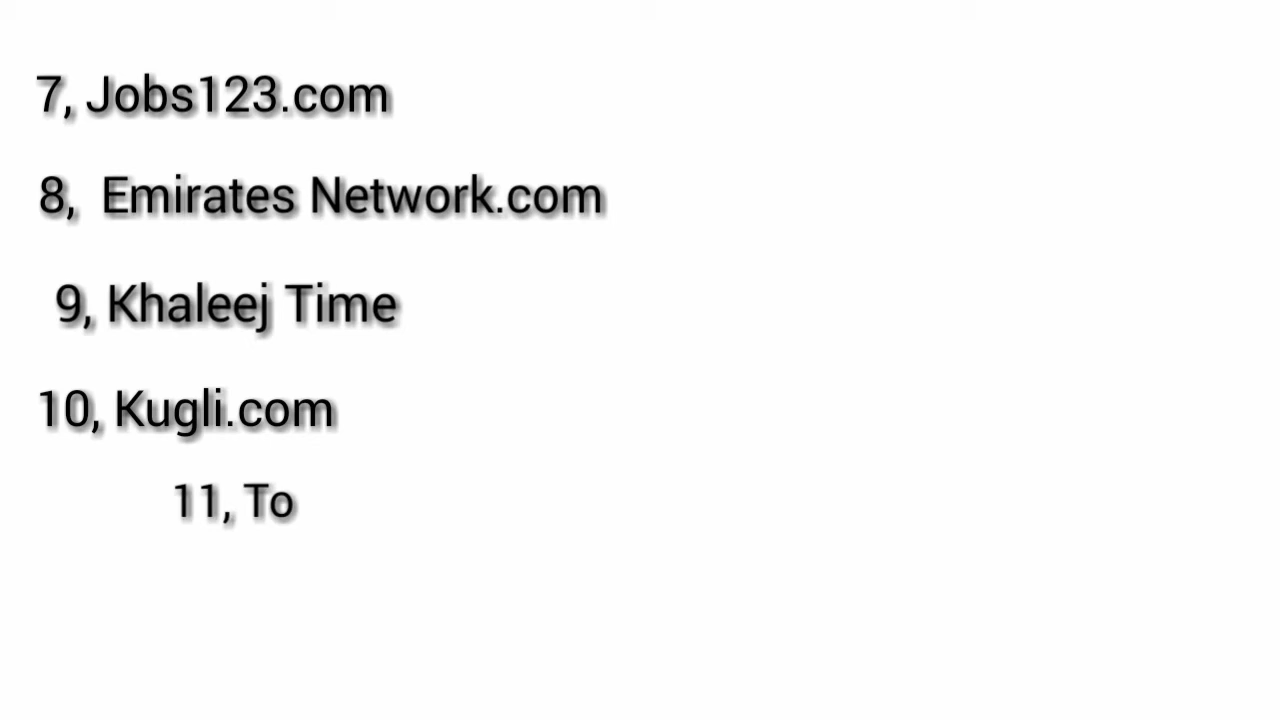 7, Jobs123.com
8, Emirates Network.com
9, Khaleej Time
10, Kugli.com
11, To